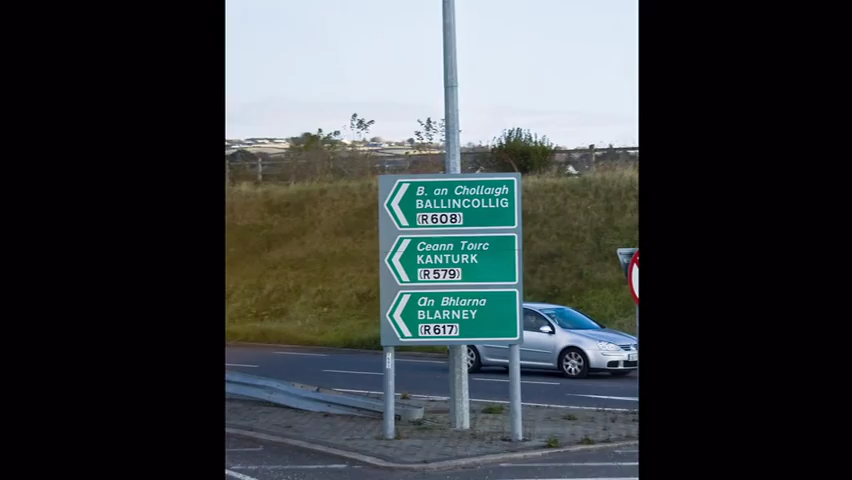 B. an Chollaigh
BALLINCOLLIG
(R608)
Ceann Toirc
KANTURK
(R579)
An Bhlarna
BLARNEY
(R617)